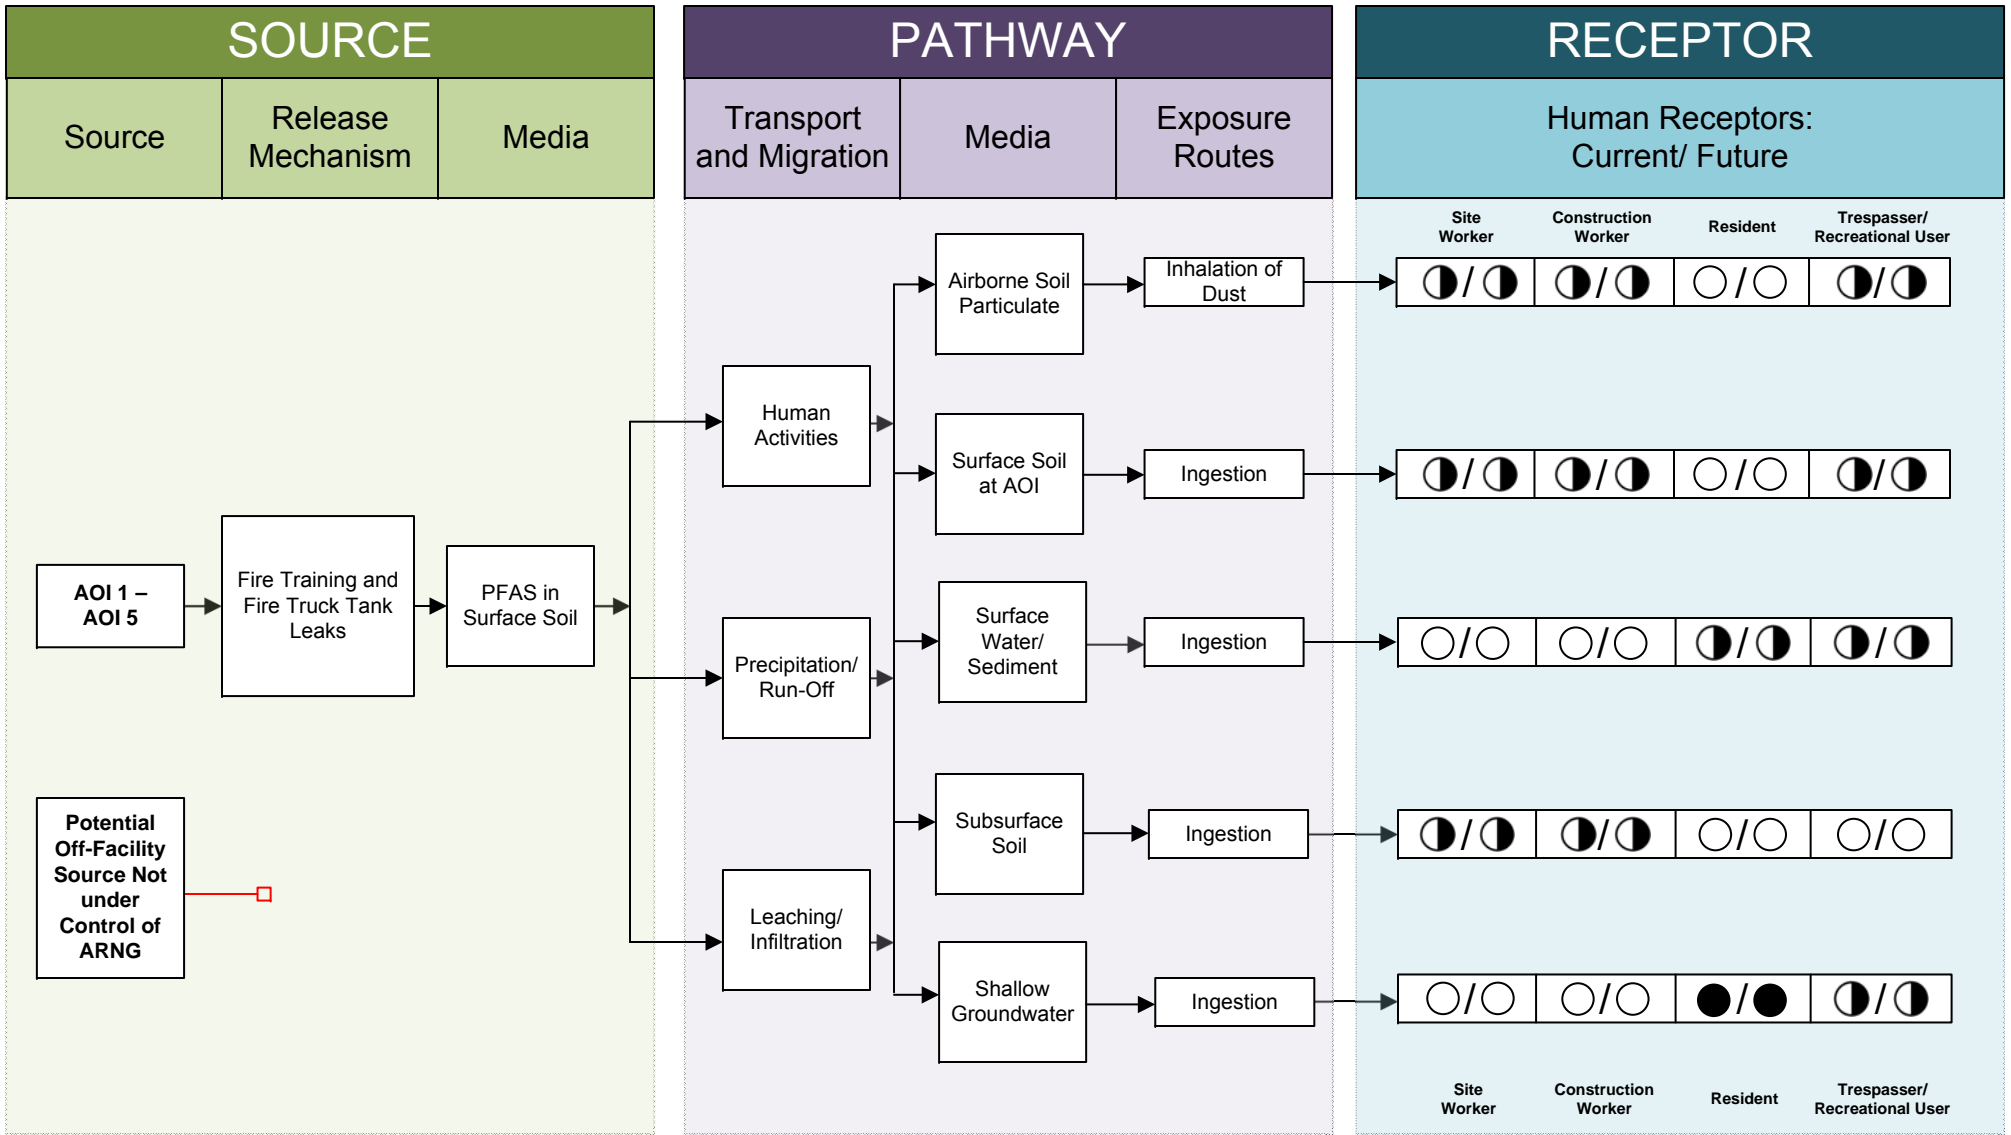 SOURCE
PATHWAY
RECEPTOR
Source
Release
Mechanism
Media
Transport
and Migration
Media
Exposure
Routes
Human Receptors:
Current/ Future
Site
Worker
Construction
Worker
Resident
Trespasser/
Recreational User
Airborne Soil
Particulate
Inhalation of
Dust
/
/
/
/
Human
Activities
Surface Soil
at AOI
Ingestion
/
/
/
/
AOI 1 –
AOI 5
Fire Training and
Fire Truck Tank
Leaks
PFAS in
Surface Soil
Precipitation/
Run-Off
Surface
Water/
Sediment
Ingestion
/
/
/
/
Potential
Off-Facility
Source Not
under
Control of
ARNG
Subsurface
Soil
Ingestion
/
/
/
/
Leaching/
Infiltration
Shallow
Groundwater
Ingestion
/
/
/
/
Site
Worker
Construction
Worker
Resident
Trespasser/
Recreational User